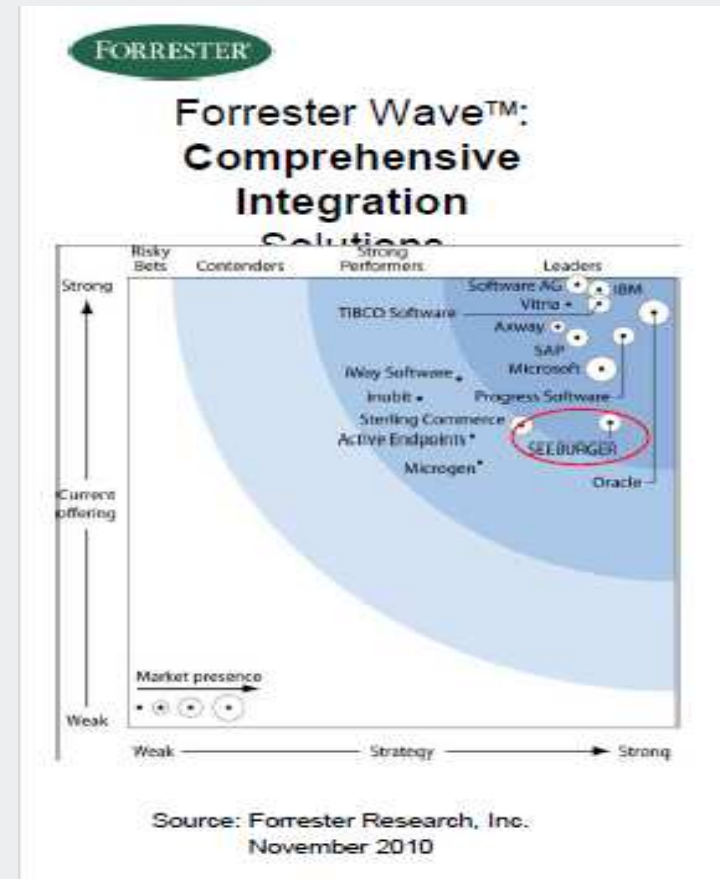 FORRESTER
Forrester Wave™:
Comprehensive
Integration
Solutions
Risky
Bets
Contenders
Strong
Performers
Leaders
Strong
Software AG
IBM
Vitria
TIBCO Software
Axway
SAP
Microsoft
iWay Software
Inubit
Progress Software
Sterling Commerce
Active Endpoints
SEEBURGER
Microgen
Oracle
Current
offering
Market presence
Weak
Weak
Strategy
Strong
Source: Forrester Research, Inc.
November 2010